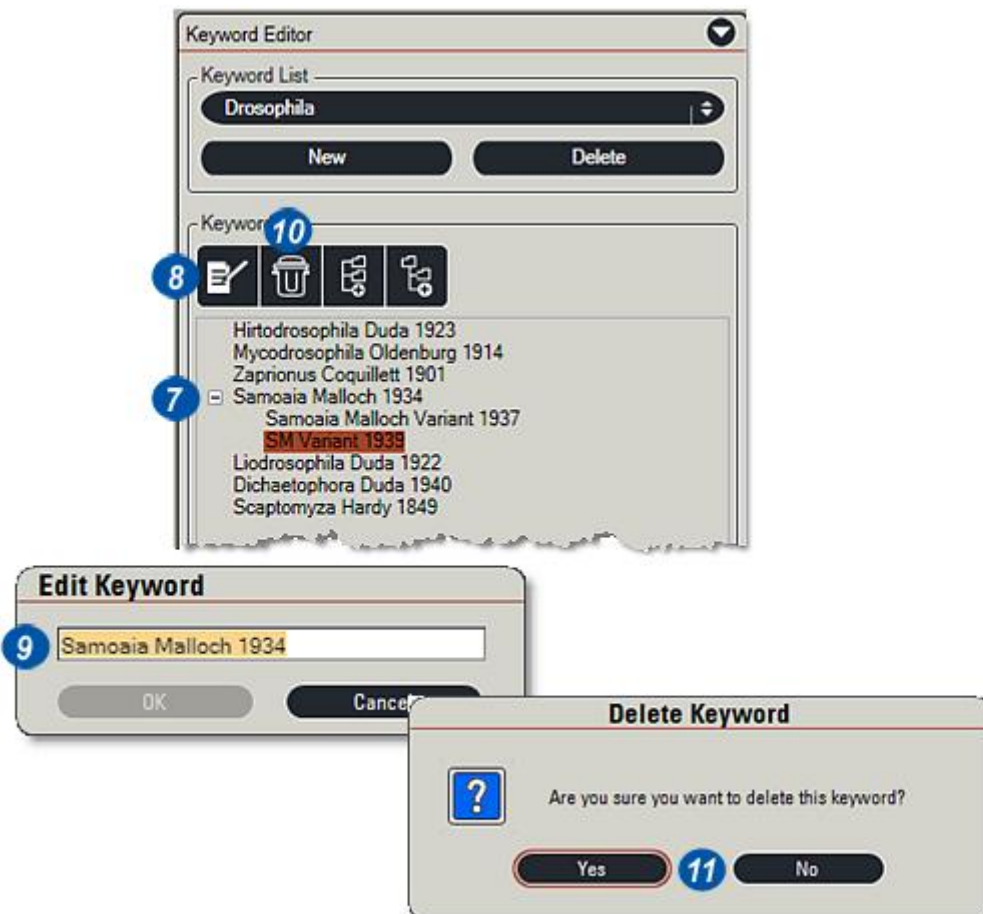 Keyword Editor
Keyword List
Drosophila
New Delete
Keywor
10
8
Hirtodrosophila Duda 1923
Mycodrosophila Oldenburg 1914
Zaprionus Coquillett 1901
7 Samoaia Malloch 1934
Samoaia Malloch Variant 1937
SM Variant 1939
Liodrosophila Duda 1922
Dichaetophora Duda 1940
Scaptomyza Hardy 1849
Edit Keyword
9 Samoaia Malloch 1934
OK Cance
Delete Keyword
? Are you sure you want to delete this keyword?
Yes 11 No